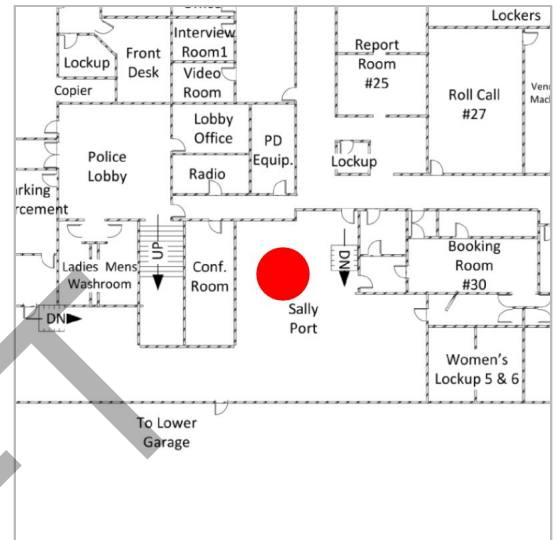 Lockers
Interview
Room1
Report
Room
#25
Front
Desk
Lockup
Video
Room
Copier
Roll Call
#27
Lobby
Office
PD
Equip.
Police
Lobby
Lockup
Radio
UP
DN
Booking
Room
#30
Ladies Mens
Washroom
Conf.
Room
Sally
Port
DN
Women's
Lockup 5 & 6
To Lower
Garage